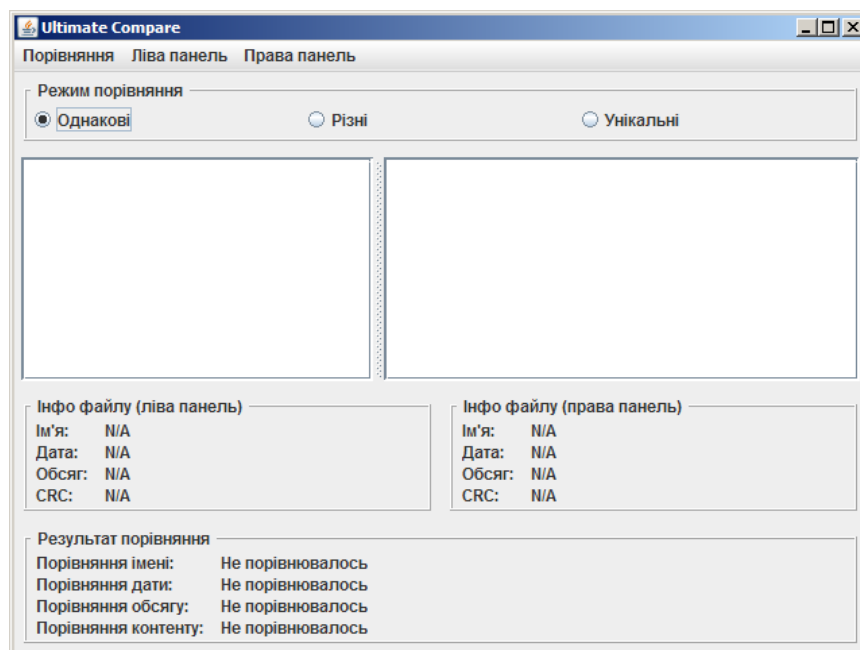 Ultimate Compare
Порівняння Ліва панель Права панель
Режим порівняння
Однакові Різні Унікальні
Інфо файлу (ліва панель)
Ім'я: N/A
Дата: N/A
Обсяг: N/A
CRC: N/A
Інфо файлу (права панель)
Ім'я: N/A
Дата: N/A
Обсяг: N/A
CRC: N/A
Результат порівняння
Порівняння імені: Не порівнювалось
Порівняння дати: Не порівнювалось
Порівняння обсягу: Не порівнювалось
Порівняння контенту: Не порівнювалось